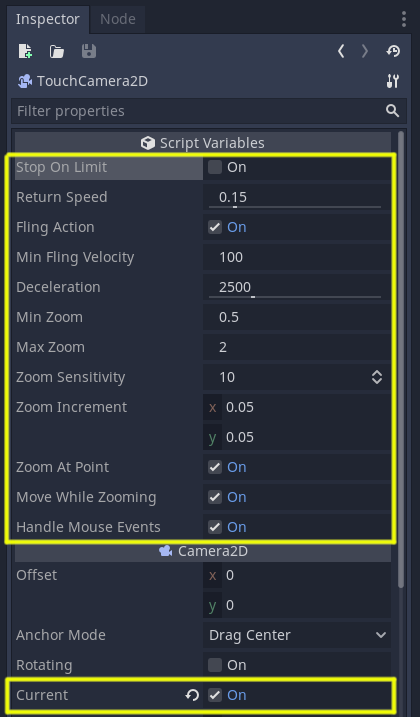 Inspector Node
TouchCamera2D
Filter properties
Script Variables
Stop On Limit On
Return Speed 0.15
Fling Action On
Min Fling Velocity 100
Deceleration 2500
Min Zoom 0.5
Max Zoom 2
Zoom Sensitivity 10
Zoom Increment x 0.05
y 0.05
Zoom At Point On
Move While Zooming On
Handle Mouse Events On
Camera2D
Offset x 0
y 0
Anchor Mode Drag Center
Rotating On
Current On